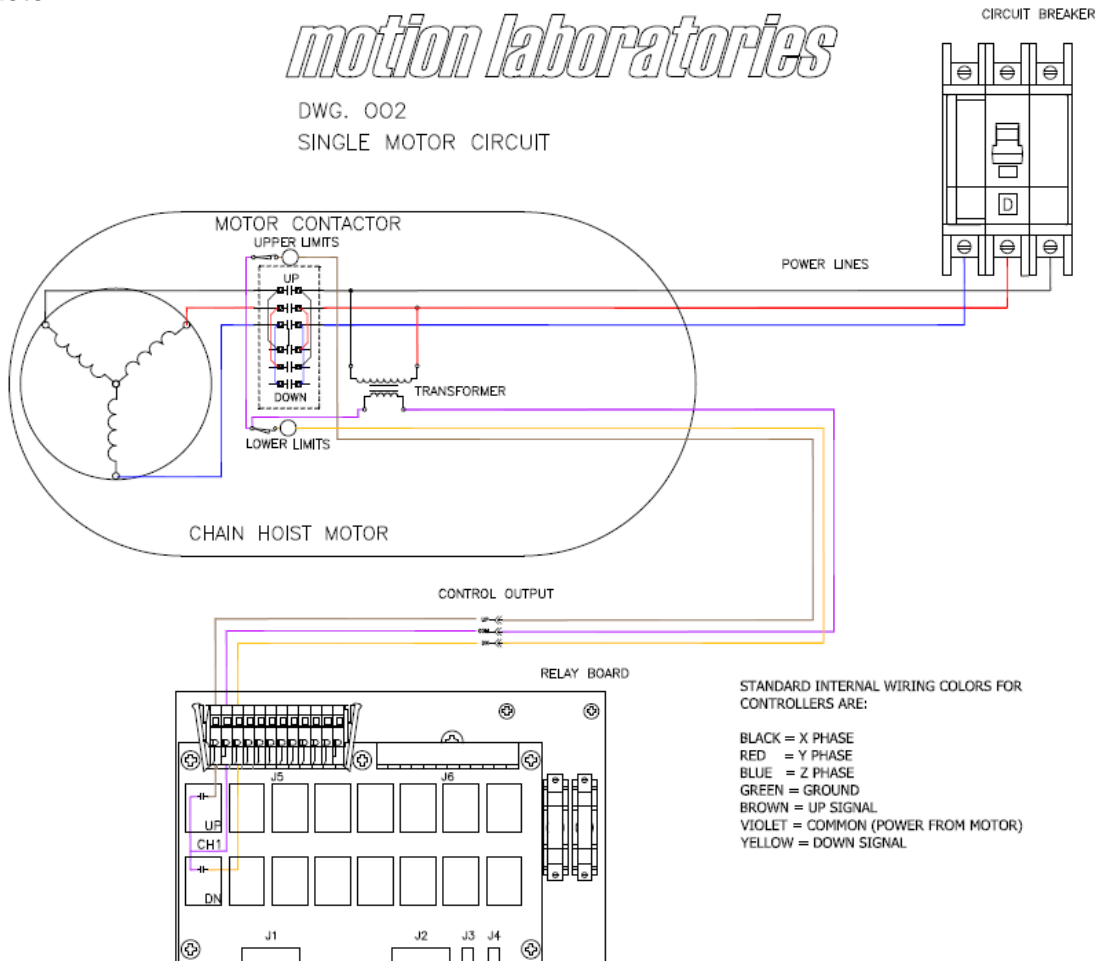 CIRCUIT BREAKER
motion laboratories
DWG. 002
SINGLE MOTOR CIRCUIT
D
MOTOR CONTACTOR
UPPER LIMITS
UP
POWER LINES
DOWN
TRANSFORMER
LOWER LIMITS
CHAIN HOIST MOTOR
CONTROL OUTPUT
UP
COM
DN
RELAY BOARD
STANDARD INTERNAL WIRING COLORS FOR
CONTROLLERS ARE:
BLACK = X PHASE
RED = Y PHASE
BLUE = Z PHASE
GREEN = GROUND
BROWN = UP SIGNAL
VIOLET = COMMON (POWER FROM MOTOR)
YELLOW = DOWN SIGNAL
J5 J6
UP
CH1
DN
J1 J2 J3 J4